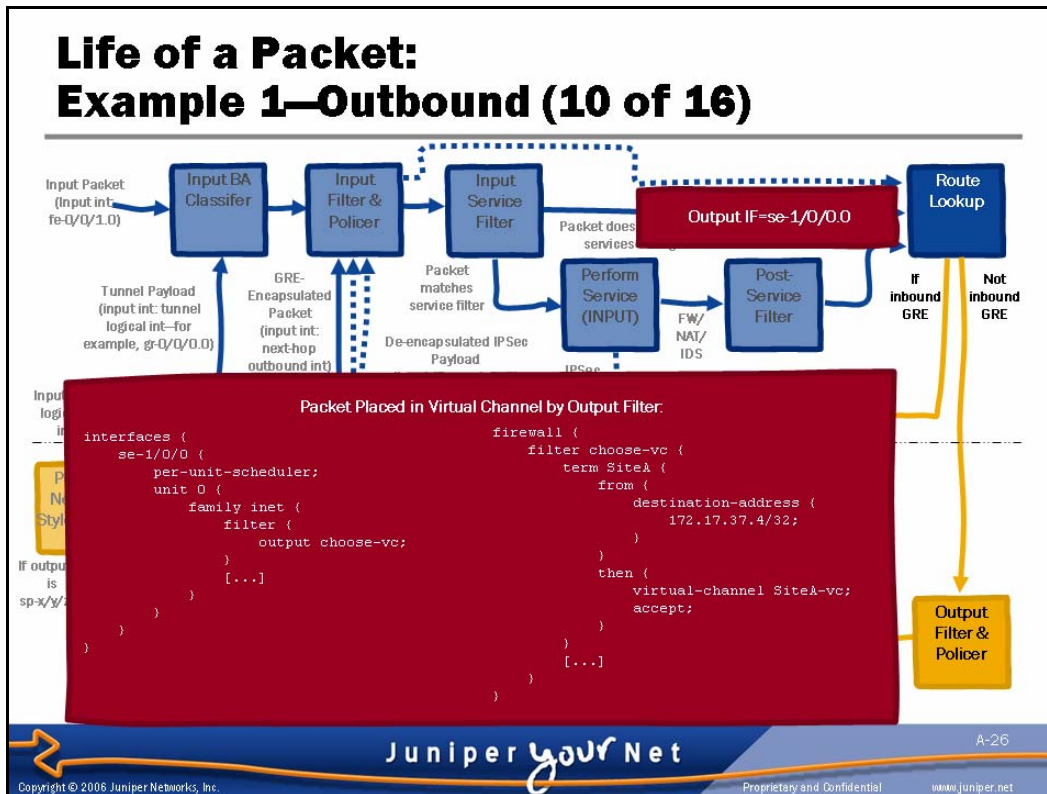 Life of a Packet:
Example 1—Outbound (10 of 16)
Input Packet
(Input int:
fe-0/0/1.0)
Input BA
Classifer
Input
Filter &
Policer
Input
Service
Filter
Output IF=se-1/0/0.0
Route
Lookup
Packet does
services
Tunnel Payload
(input int: tunnel
logical int—for
example, gr-0/0/0.0)
GRE-
Encapsulated
Packet
(input int:
next-hop
outbound int)
Packet
matches
service filter
Perform
Service
(INPUT)
FW/
NAT/
IDS
Post-
Service
Filter
If
inbound
GRE
Not
inbound
GRE
De-encapsulated IPSec
Payload
IPSec
Input
Packet Placed in Virtual Channel by Output Filter:
interfaces {
se-1/0/0 {
per-unit-scheduler;
unit 0 {
family inet {
filter {
output choose-vc;
}
[...]
}
}
}
}
firewall {
filter choose-vc {
term SiteA {
from {
destination-address {
172.17.37.4/32;
}
}
then {
virtual-channel SiteA-vc;
accept;
}
}
[...]
}
}
If output
is
sp-x/y/z
Output
Filter &
Policer
Juniper your Net
A-26
Copyright © 2006 Juniper Networks, Inc.
Proprietary and Confidential
www.juniper.net